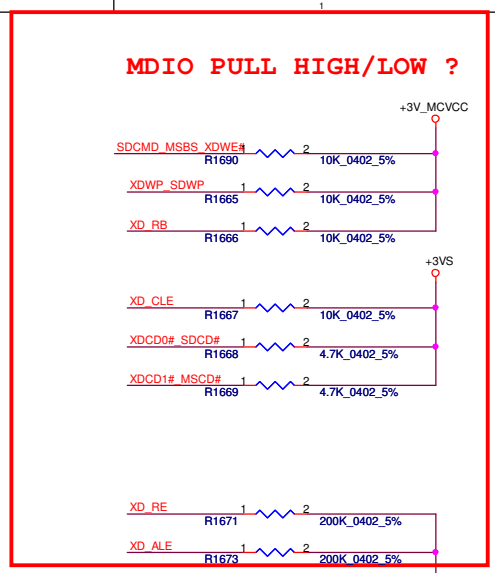 1
MDIO PULL HIGH/LOW ?
+3V_MCVCC
SDCMD_MSBS_XDWE# 1 2
R1690 10K_0402_5%
XDWP_SDWP 1 2
R1665 10K_0402_5%
XD_RB 1 2
R1666 10K_0402_5%
+3VS
XD_CLE 1 2
R1667 10K_0402_5%
XDCD0#_SDCD# 1 2
R1668 4.7K_0402_5%
XDCD1#_MSCD# 1 2
R1669 4.7K_0402_5%
XD_RE 1 2
R1671 200K_0402_5%
XD_ALE 1 2
R1673 200K_0402_5%